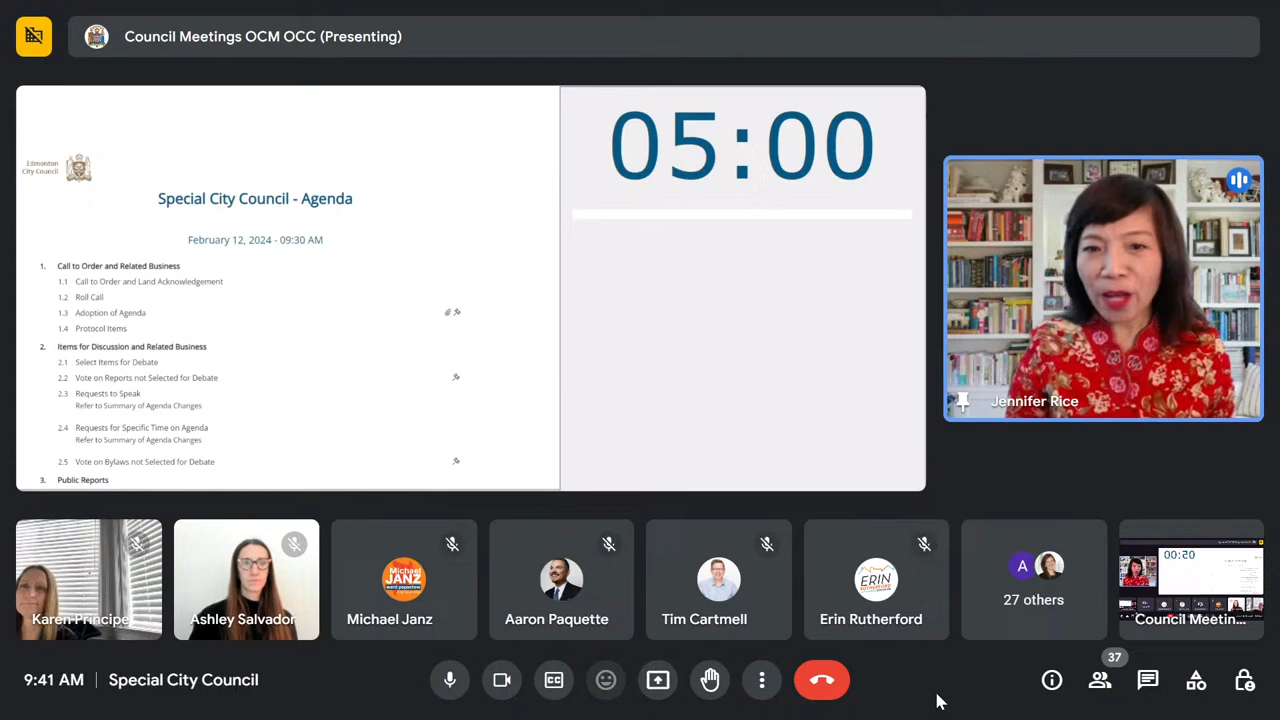 Council Meetings OCM OCC (Presenting)
Edmonton
City Council
Special City Council - Agenda
February 12, 2024 - 09:30 AM
1. Call to Order and Related Business
1.1 Call to Order and Land Acknowledgement
1.2 Roll Call
1.3 Adoption of Agenda
1.4 Protocol Items
2. Items for Discussion and Related Business
2.1 Select Items for Debate
2.2 Vote on Reports not Selected for Debate
2.3 Requests to Speak
Refer to Summary of Agenda Changes
2.4 Requests for Specific Time on Agenda
Refer to Summary of Agenda Changes
2.5 Vote on Bylaws not Selected for Debate
3. Public Reports
05:00
Jennifer Rice
Karen Principe
Ashley Salvador
Michael
JANZ
Michael Janz
Aaron Paquette
Tim Cartmell
ERIN
RUTHERFORD
Erin Rutherford
A
27 others
00:50
Council Meetin...
9:41 AM | Special City Council
37